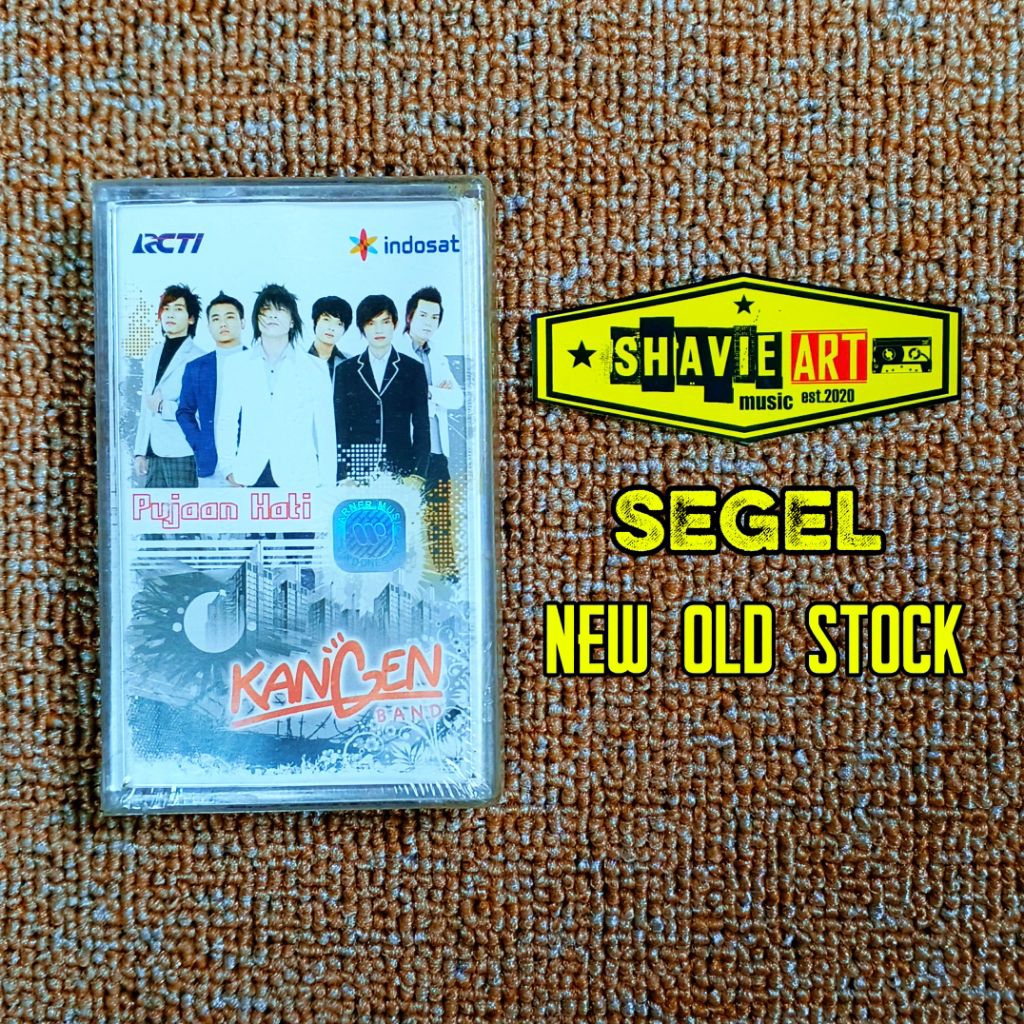 RCTI
indosat
Pujaan Hati
KANGEN
BAND
SHAVIE ART
music est.2020
SEGEL
NEW OLD STOCK